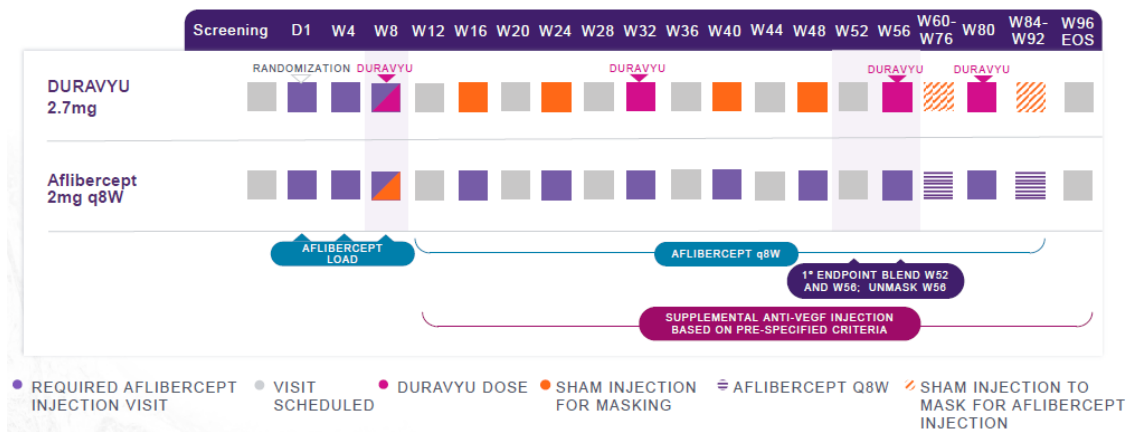 Screening D1 W4 W8 W12 W16 W20 W24 W28 W32 W36 W40 W44 W48 W52 W56 W60-W76 W80 W84-W92 W96 EOS
RANDOMIZATION DURAVYU DURAVYU DURAVYU DURAVYU
DURAVYU
2.7mg
Aflibercept
2mg q8W
AFLIBERCEPT
LOAD
AFLIBERCEPT q8W
1° ENDPOINT BLEND W52
AND W56; UNMASK W56
SUPPLEMENTAL ANTI-VEGF INJECTION
BASED ON PRE-SPECIFIED CRITERIA
REQUIRED AFLIBERCEPT
INJECTION VISIT
VISIT
SCHEDULED
DURAVYU DOSE
SHAM INJECTION
FOR MASKING
AFLIBERCEPT Q8W
SHAM INJECTION TO
MASK FOR AFLIBERCEPT
INJECTION